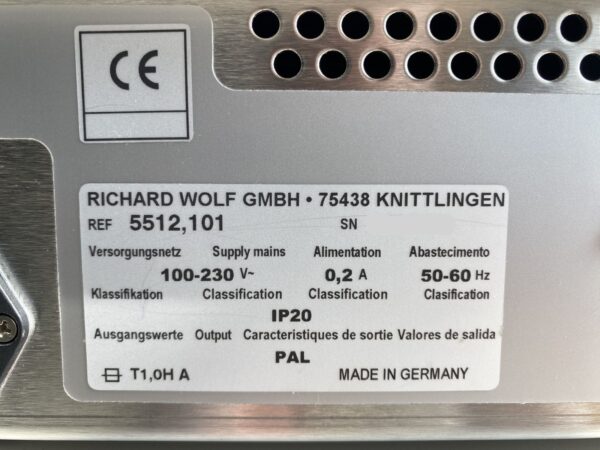 CE
RICHARD WOLF GMBH • 75438 KNITTLINGEN
REF 5512,101 SN
Versorgungsnetz Supply mains Alimentation Abastecimento
100-230 V~ 0,2 A 50-60 Hz
Klassifikation Classification Classification Clasification
IP20
Ausgangswerte Output Caracteristiques de sortie Valores de salida
PAL
T1,0H A MADE IN GERMANY